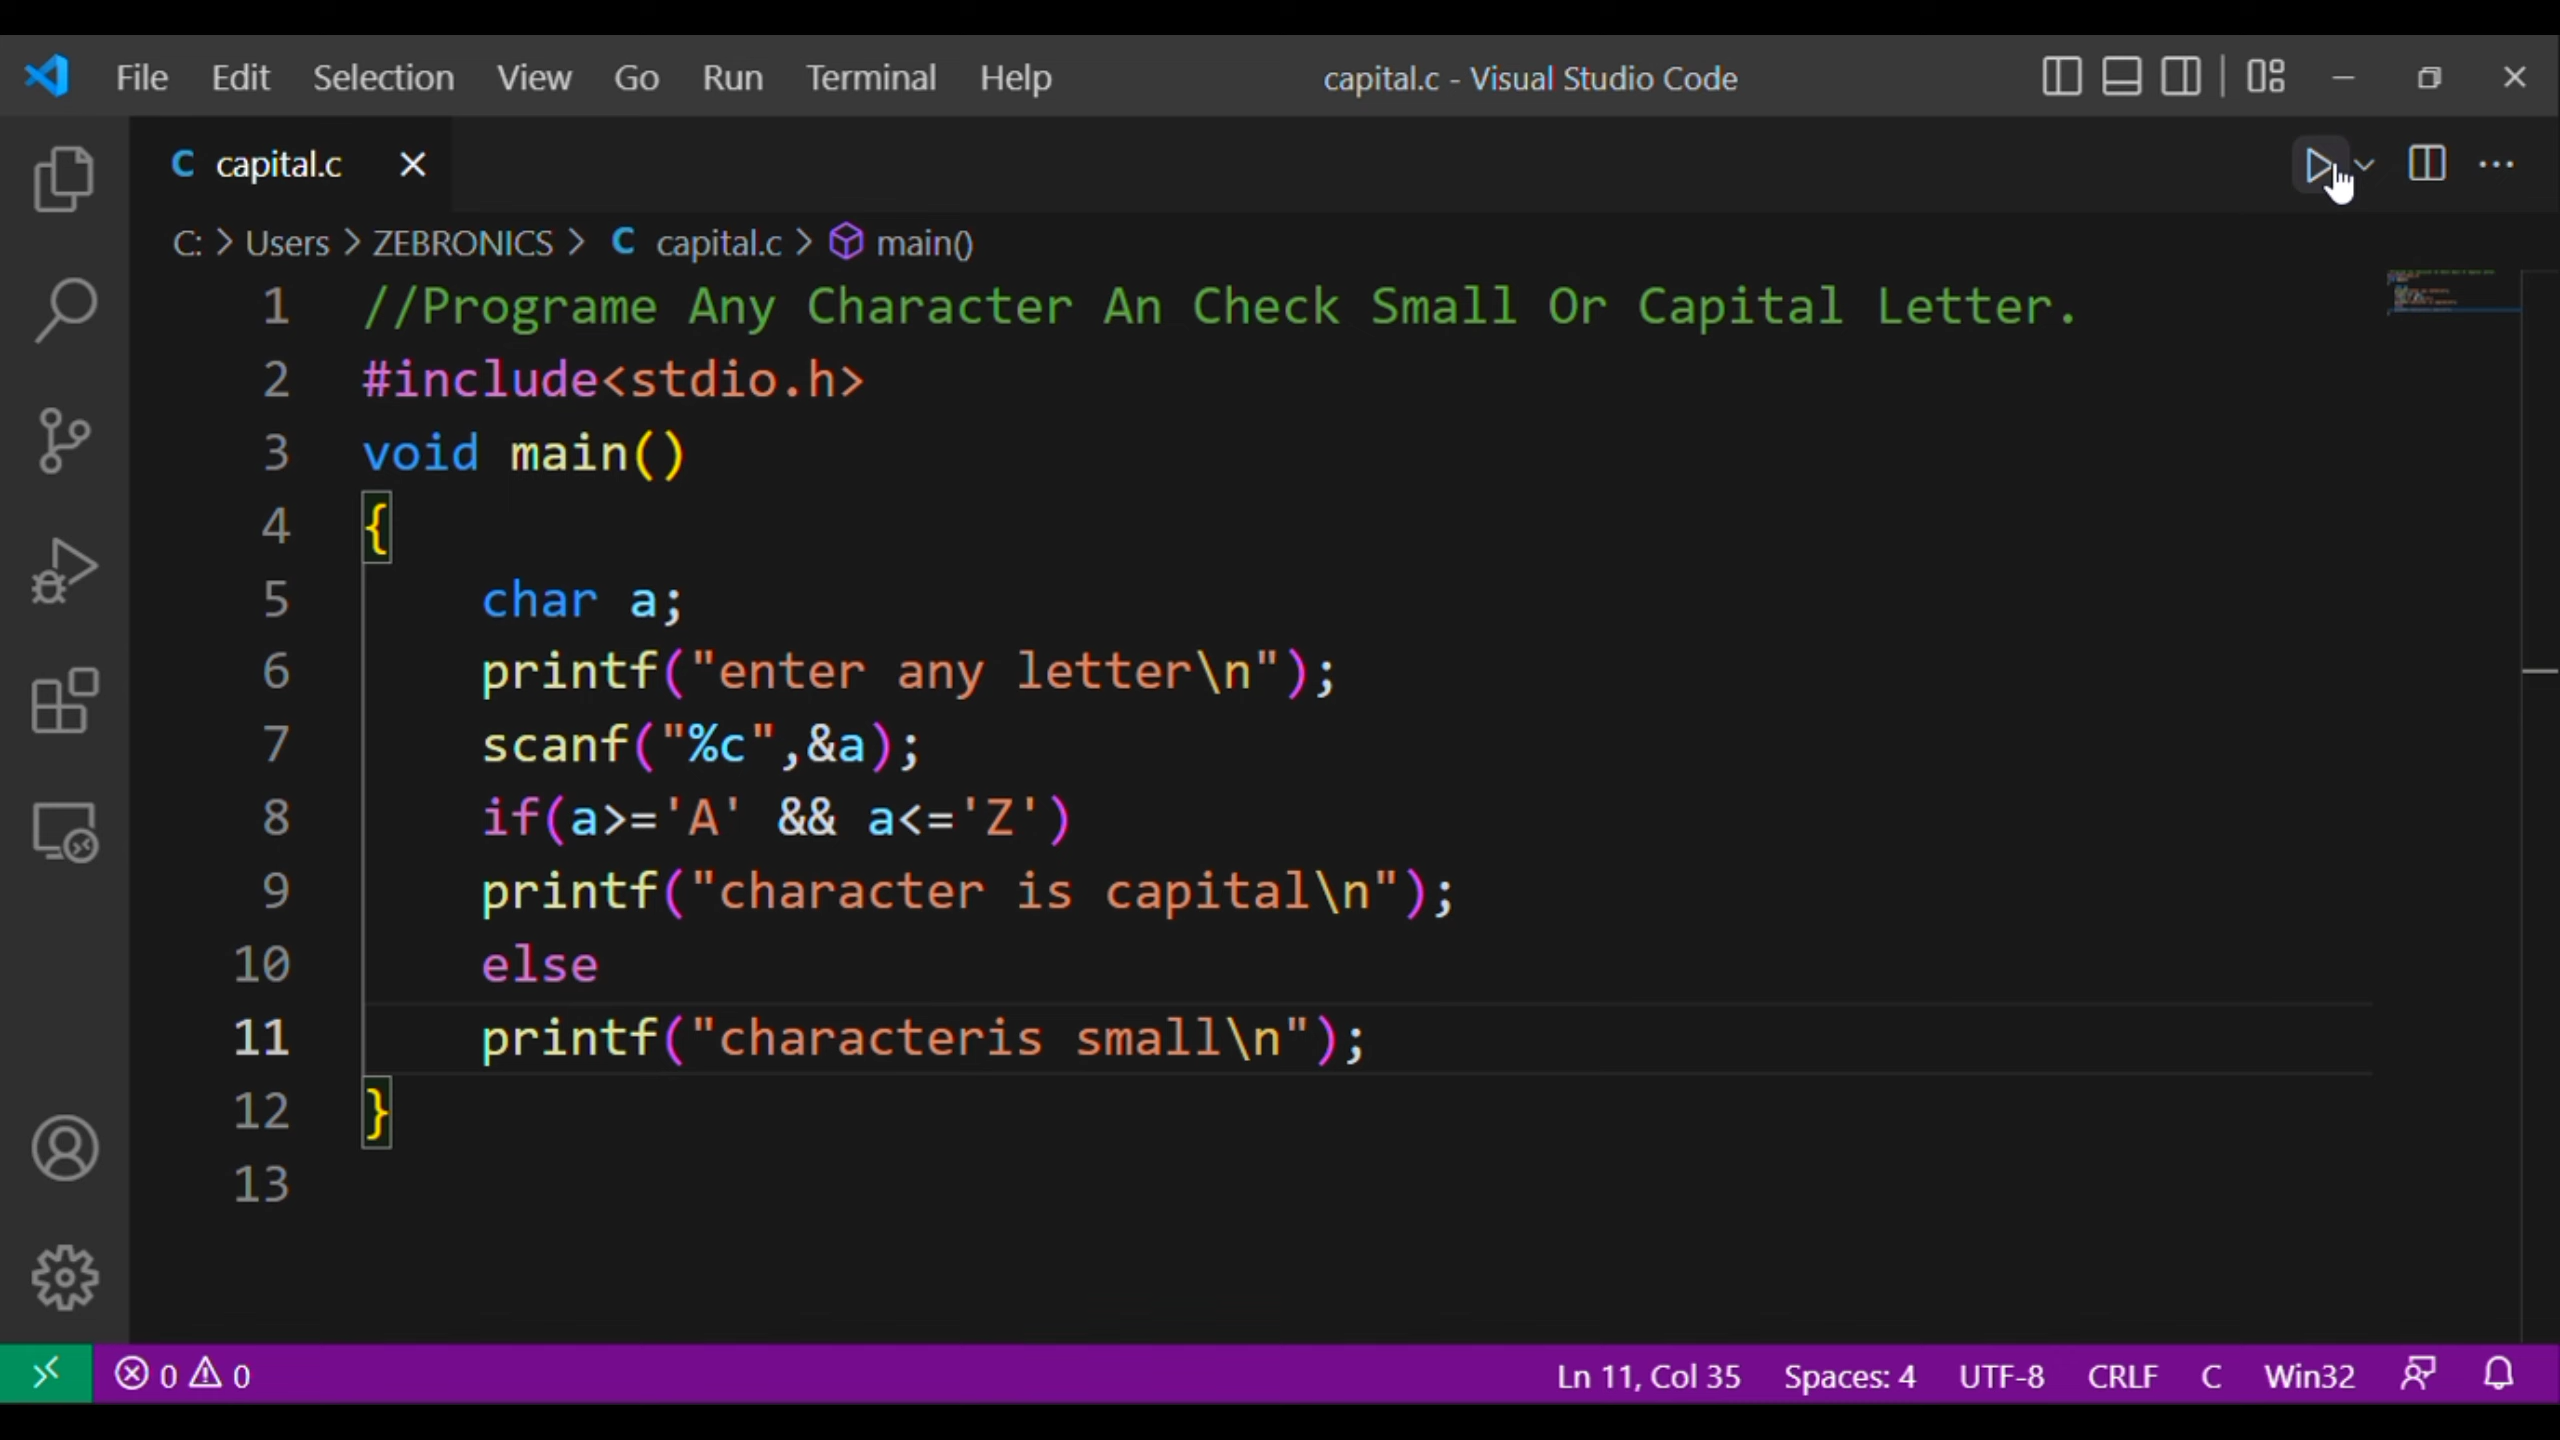 File Edit Selection View Go Run Terminal Help capital.c - Visual Studio Code
C capital.c
C: > Users > ZEBRONICS > C capital.c > main()
1 //Programe Any Character An Check Small Or Capital Letter.
2 #include<stdio.h>
3 void main()
4 {
5 char a;
6 printf("enter any letter\n");
7 scanf("%c",&a);
8 if(a>='A' && a<='Z')
9 printf("character is capital\n");
10 else
11 printf("characteris small\n");
12 }
13
0 0 Ln 11, Col 35 Spaces: 4 UTF-8 CRLF C Win32